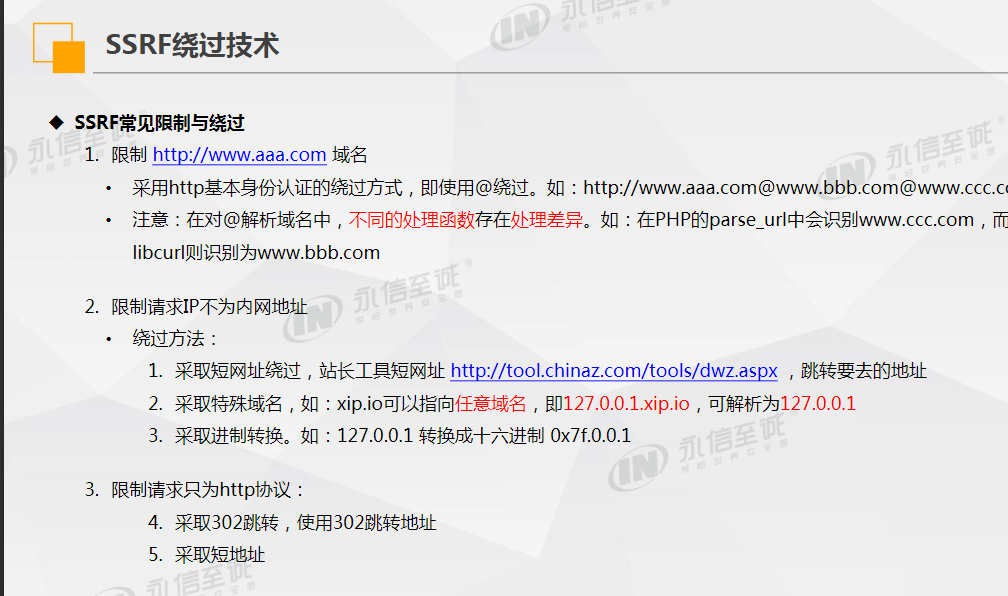 SSRF绕过技术
◆ SSRF常见限制与绕过
1. 限制 http://www.aaa.com 域名
• 采用http基本身份认证的绕过方式，即使用@绕过。如：http://www.aaa.com@www.bbb.com@www.ccc.co
• 注意：在对@解析域名中，不同的处理函数存在处理差异。如：在PHP的parse_url中会识别www.ccc.com，而
libcurl则识别为www.bbb.com
2. 限制请求IP不为内网地址
• 绕过方法：
1. 采取短网址绕过，站长工具短网址 http://tool.chinaz.com/tools/dwz.aspx ，跳转要去的地址
2. 采取特殊域名，如：xip.io可以指向任意域名，即127.0.0.1.xip.io，可解析为127.0.0.1
3. 采取进制转换。如：127.0.0.1 转换成十六进制 0x7f.0.0.1
3. 限制请求只为http协议：
4. 采取302跳转，使用302跳转地址
5. 采取短地址
永信至诚